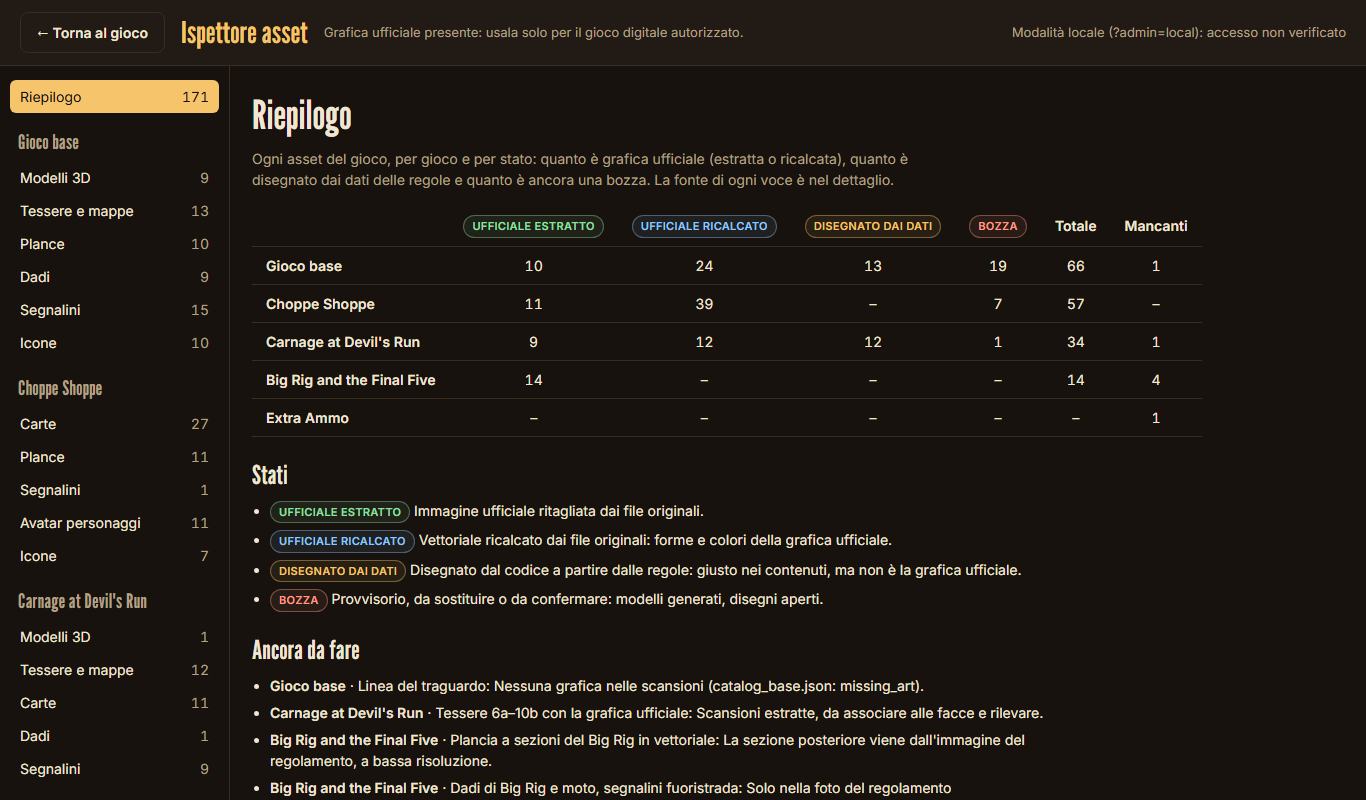 ← Torna al gioco
Ispettore asset
Grafica ufficiale presente: usala solo per il gioco digitale autorizzato.
Modalità locale (?admin=local): accesso non verificato
Riepilogo 171
Gioco base
Modelli 3D 9
Tessere e mappe 13
Plance 10
Dadi 9
Segnalini 15
Icone 10
Choppe Shoppe
Carte 27
Plance 11
Segnalini 1
Avatar personaggi 11
Icone 7
Carnage at Devil's Run
Modelli 3D 1
Tessere e mappe 12
Carte 11
Dadi 1
Segnalini 9
Riepilogo
Ogni asset del gioco, per gioco e per stato: quanto è grafica ufficiale (estratta o ricalcata), quanto è
disegnato dai dati delle regole e quanto è ancora una bozza. La fonte di ogni voce è nel dettaglio.
UFFICIALE ESTRATTO UFFICIALE RICALCATO DISEGNATO DAI DATI BOZZA Totale Mancanti
Gioco base 10 24 13 19 66 1
Choppe Shoppe 11 39 – 7 57 –
Carnage at Devil's Run 9 12 12 1 34 1
Big Rig and the Final Five 14 – – – 14 4
Extra Ammo – – – – – 1
Stati
• UFFICIALE ESTRATTO Immagine ufficiale ritagliata dai file originali.
• UFFICIALE RICALCATO Vettoriale ricalcato dai file originali: forme e colori della grafica ufficiale.
• DISEGNATO DAI DATI Disegnato dal codice a partire dalle regole: giusto nei contenuti, ma non è la grafica ufficiale.
• BOZZA Provvisorio, da sostituire o da confermare: modelli generati, disegni aperti.
Ancora da fare
• Gioco base · Linea del traguardo: Nessuna grafica nelle scansioni (catalog_base.json: missing_art).
• Carnage at Devil's Run · Tessere 6a–10b con la grafica ufficiale: Scansioni estratte, da associare alle facce e rilevare.
• Big Rig and the Final Five · Plancia a sezioni del Big Rig in vettoriale: La sezione posteriore viene dall'immagine del
regolamento, a bassa risoluzione.
• Big Rig and the Final Five · Dadi di Big Rig e moto, segnalini fuoristrada: Solo nella foto del regolamento